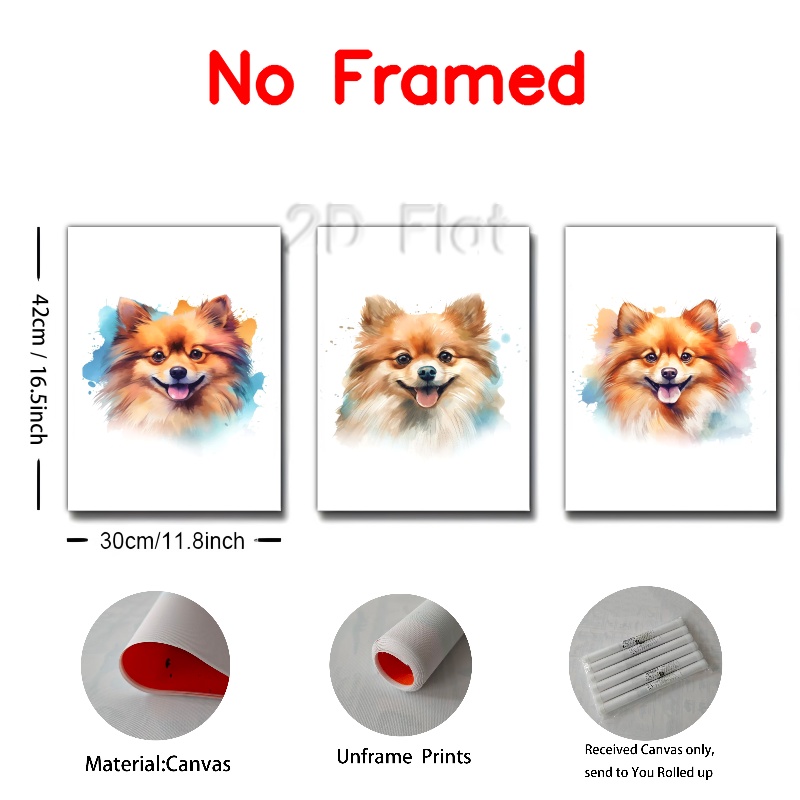 No Framed
2D Flat
42cm / 16.5inch
30cm/11.8inch
Material:Canvas
Unframe Prints
Received Canvas only,
send to You Rolled up